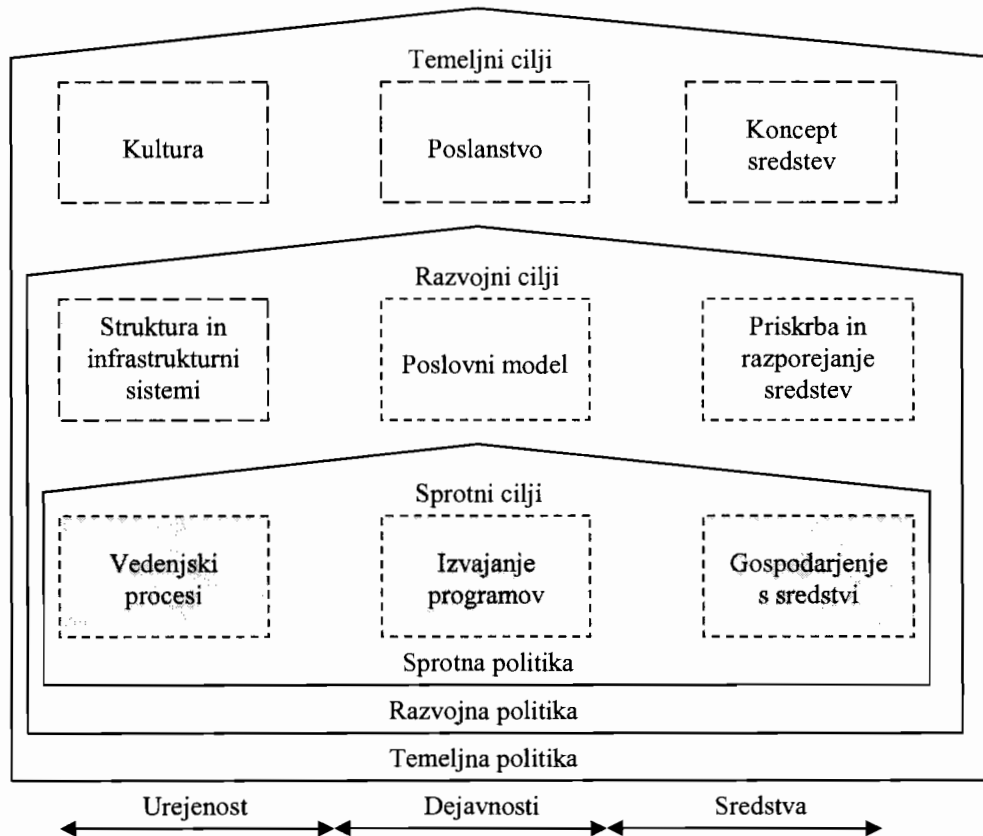 Temeljni cilji
Kultura
Poslanstvo
Koncept
sredstev
Razvojni cilji
Struktura in
infrastrukturni
sistemi
Poslovni model
Priskrba in
razporejanje
sredstev
Sprotni cilji
Vedenjski
procesi
Izvajanje
programov
Gospodarjenje
s sredstvi
Sprotna politika
Razvojna politika
Temeljna politika
Urejenost
Dejavnosti
Sredstva